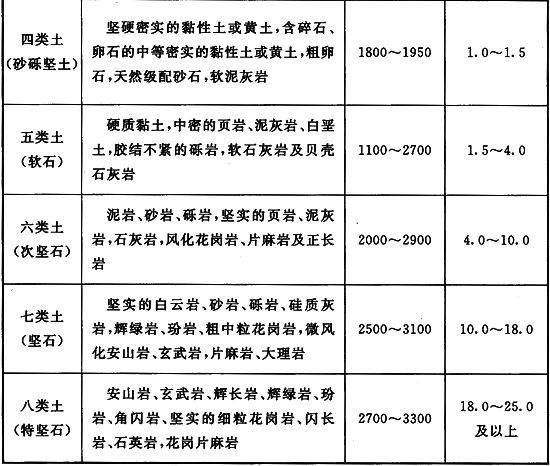 四类土
(砂砾坚土)
坚硬密实的黏性土或黄土,含碎石、
卵石的中等密实的黏性土或黄土,粗卵
石,天然级配砂石,软泥灰岩
1800～1950
1.0～1.5
五类土
(软石)
硬质黏土,中密的页岩、泥灰岩、白垩
土,胶结不紧的砾岩,软石灰岩及贝壳
石灰岩
1100～2700
1.5～4.0
六类土
(次坚石)
泥岩、砂岩、砾岩,坚实的页岩、泥灰
岩,石灰岩,风化花岗岩、片麻岩及正长
岩
2000～2900
4.0～10.0
七类土
(坚石)
坚实的白云岩、砂岩、砾岩、硅质灰
岩,辉绿岩、玢岩、粗中粒花岗岩,微风
化安山岩、玄武岩,片麻岩、大理岩
2500～3100
10.0～18.0
八类土
(特坚石)
安山岩、玄武岩、辉长岩、辉绿岩、玢
岩、角闪岩、坚实的细粒花岗岩、闪长
岩、石英岩,花岗片麻岩
2700～3300
18.0～25.0
及以上